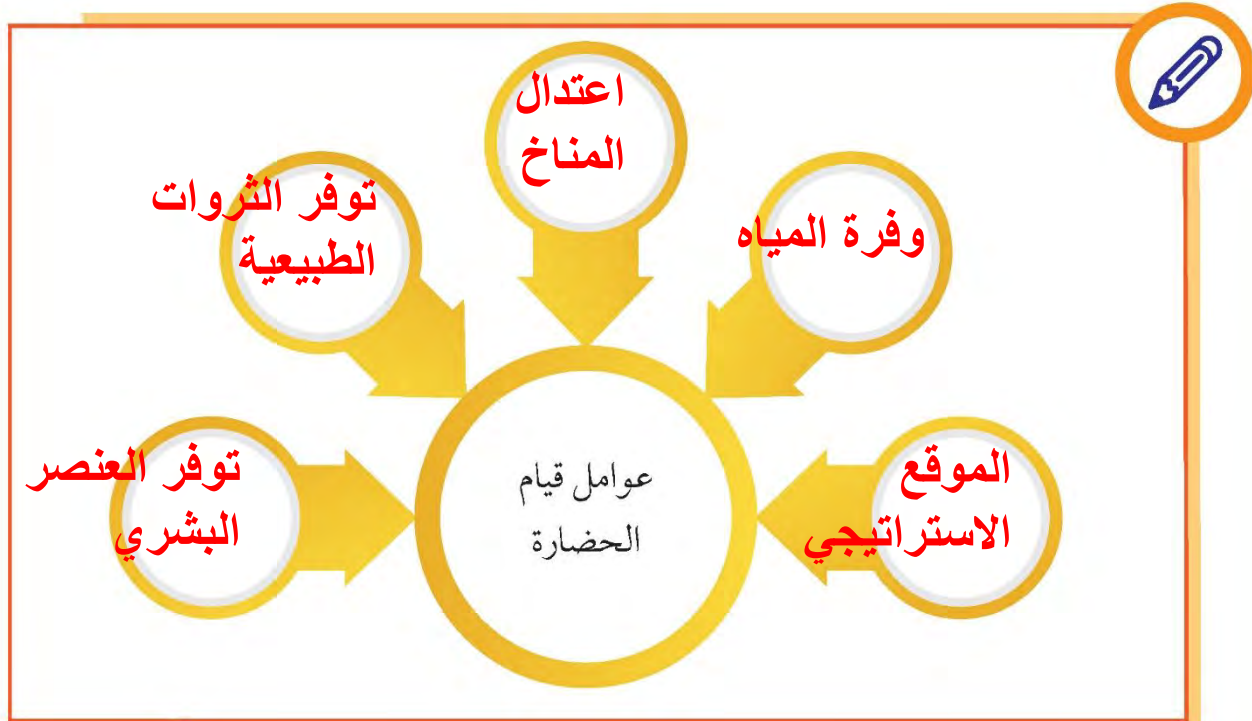 اعتدال
المناخ
وفرة المياه
توفر الثروات
الطبيعية
الموقع
الاستراتيجي
توفر العنصر
البشري
عوامل قيام
الحضارة